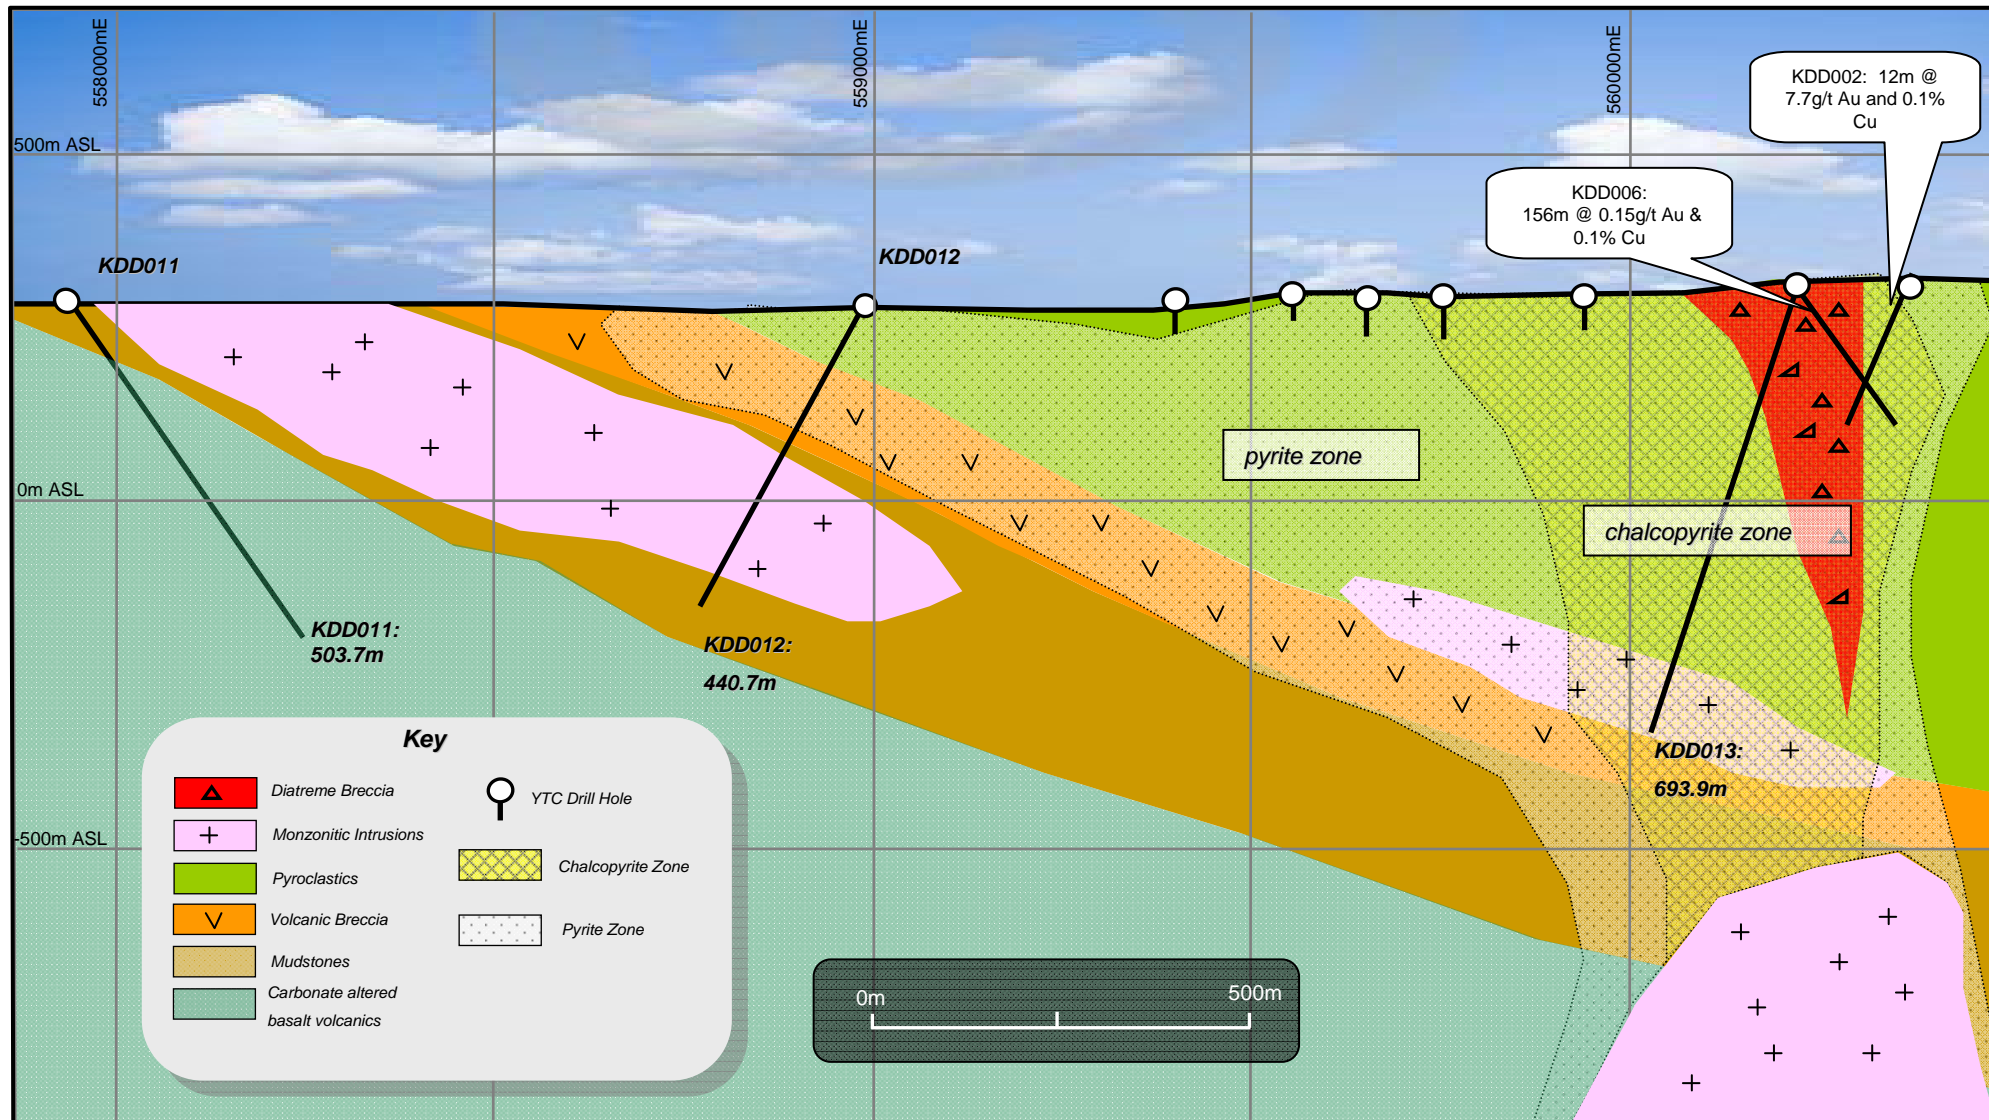 558000mE
559000mE
560000mE
KDD002: 12m @
7.7g/t Au and 0.1%
Cu
500m ASL
KDD006:
156m @ 0.15g/t Au &
0.1% Cu
KDD011
KDD012
pyrite zone
0m ASL
chalcopyrite zone
KDD011:
503.7m
KDD012:
440.7m
KDD013:
693.9m
-500m ASL
Key
Diatreme Breccia
Monzonitic Intrusions
Pyroclastics
Volcanic Breccia
Mudstones
Carbonate altered
basalt volcanics
YTC Drill Hole
Chalcopyrite Zone
Pyrite Zone
0m
500m